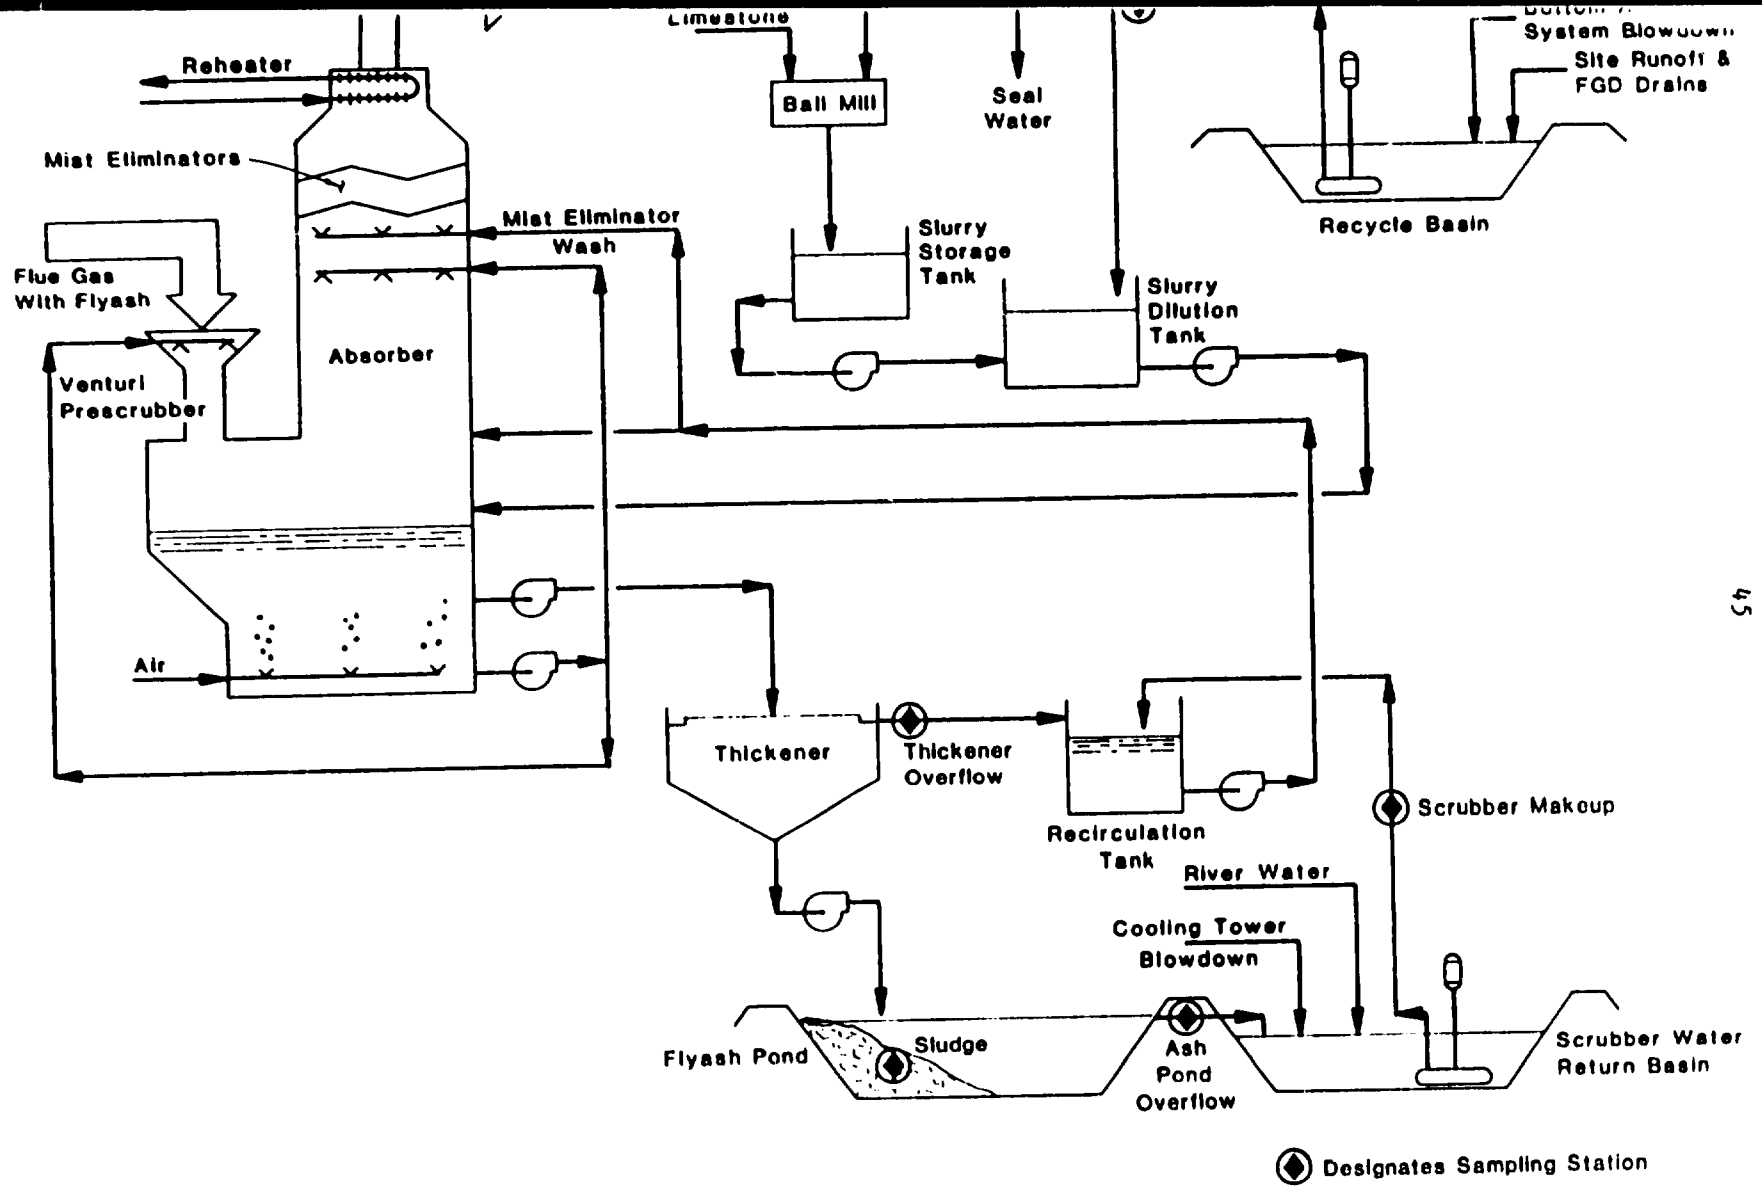 Limestone
System Blowdown
Site Runoff &
FGD Drains
Reheater
Ball Mill
Seal
Water
Mist Eliminators
Mist Eliminator
Wash
Slurry
Storage
Tank
Recycle Basin
Flue Gas
With Flyash
Slurry
Dilution
Tank
Absorber
Venturi
Prescrubber
45
Air
Thickener
Thickener
Overflow
Scrubber Makeup
Recirculation
Tank
River Water
Cooling Tower
Blowdown
Flyash Pond
Sludge
Ash
Pond
Overflow
Scrubber Water
Return Basin
Designates Sampling Station